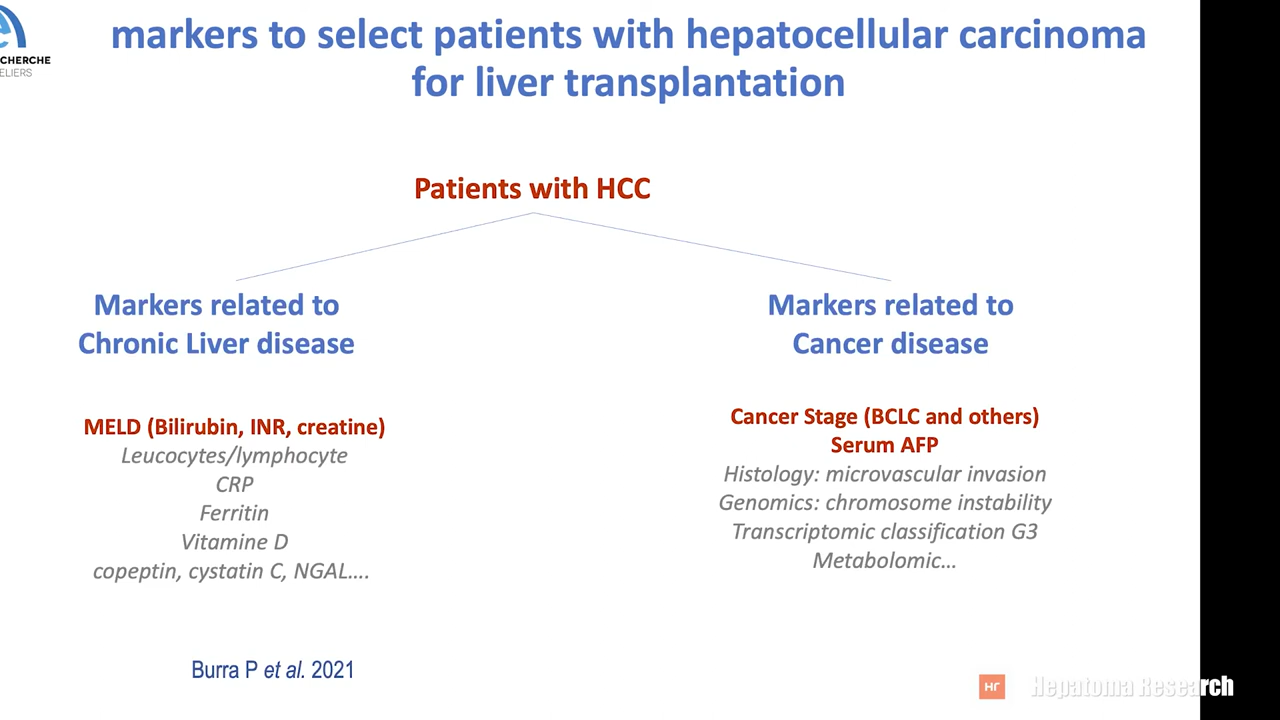 markers to select patients with hepatocellular carcinoma
for liver transplantation
CHERCHE
ELIERS
Patients with HCC
Markers related to
Chronic Liver disease
MELD (Bilirubin, INR, creatine)
Leucocytes/lymphocyte
CRP
Ferritin
Vitamine D
copeptin, cystatin C, NGAL....
Markers related to
Cancer disease
Cancer Stage (BCLC and others)
Serum AFP
Histology: microvascular invasion
Genomics: chromosome instability
Transcriptomic classification G3
Metabolomic...
Burra P et al. 2021
HR Hepatoma Research